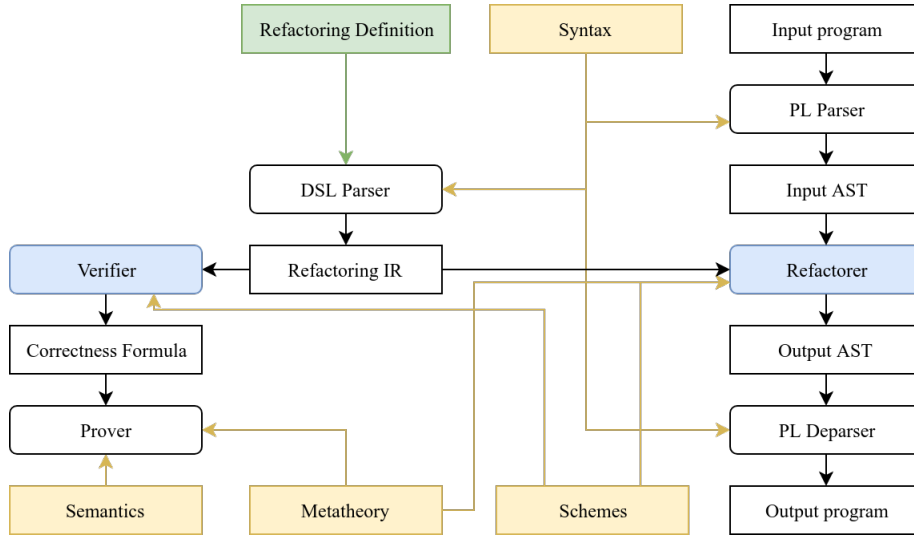 Refactoring Definition
Syntax
Input program
PL Parser
DSL Parser
Input AST
Verifier
Refactoring IR
Refactorer
Correctness Formula
Output AST
Prover
PL Deparser
Semantics
Metatheory
Schemes
Output program